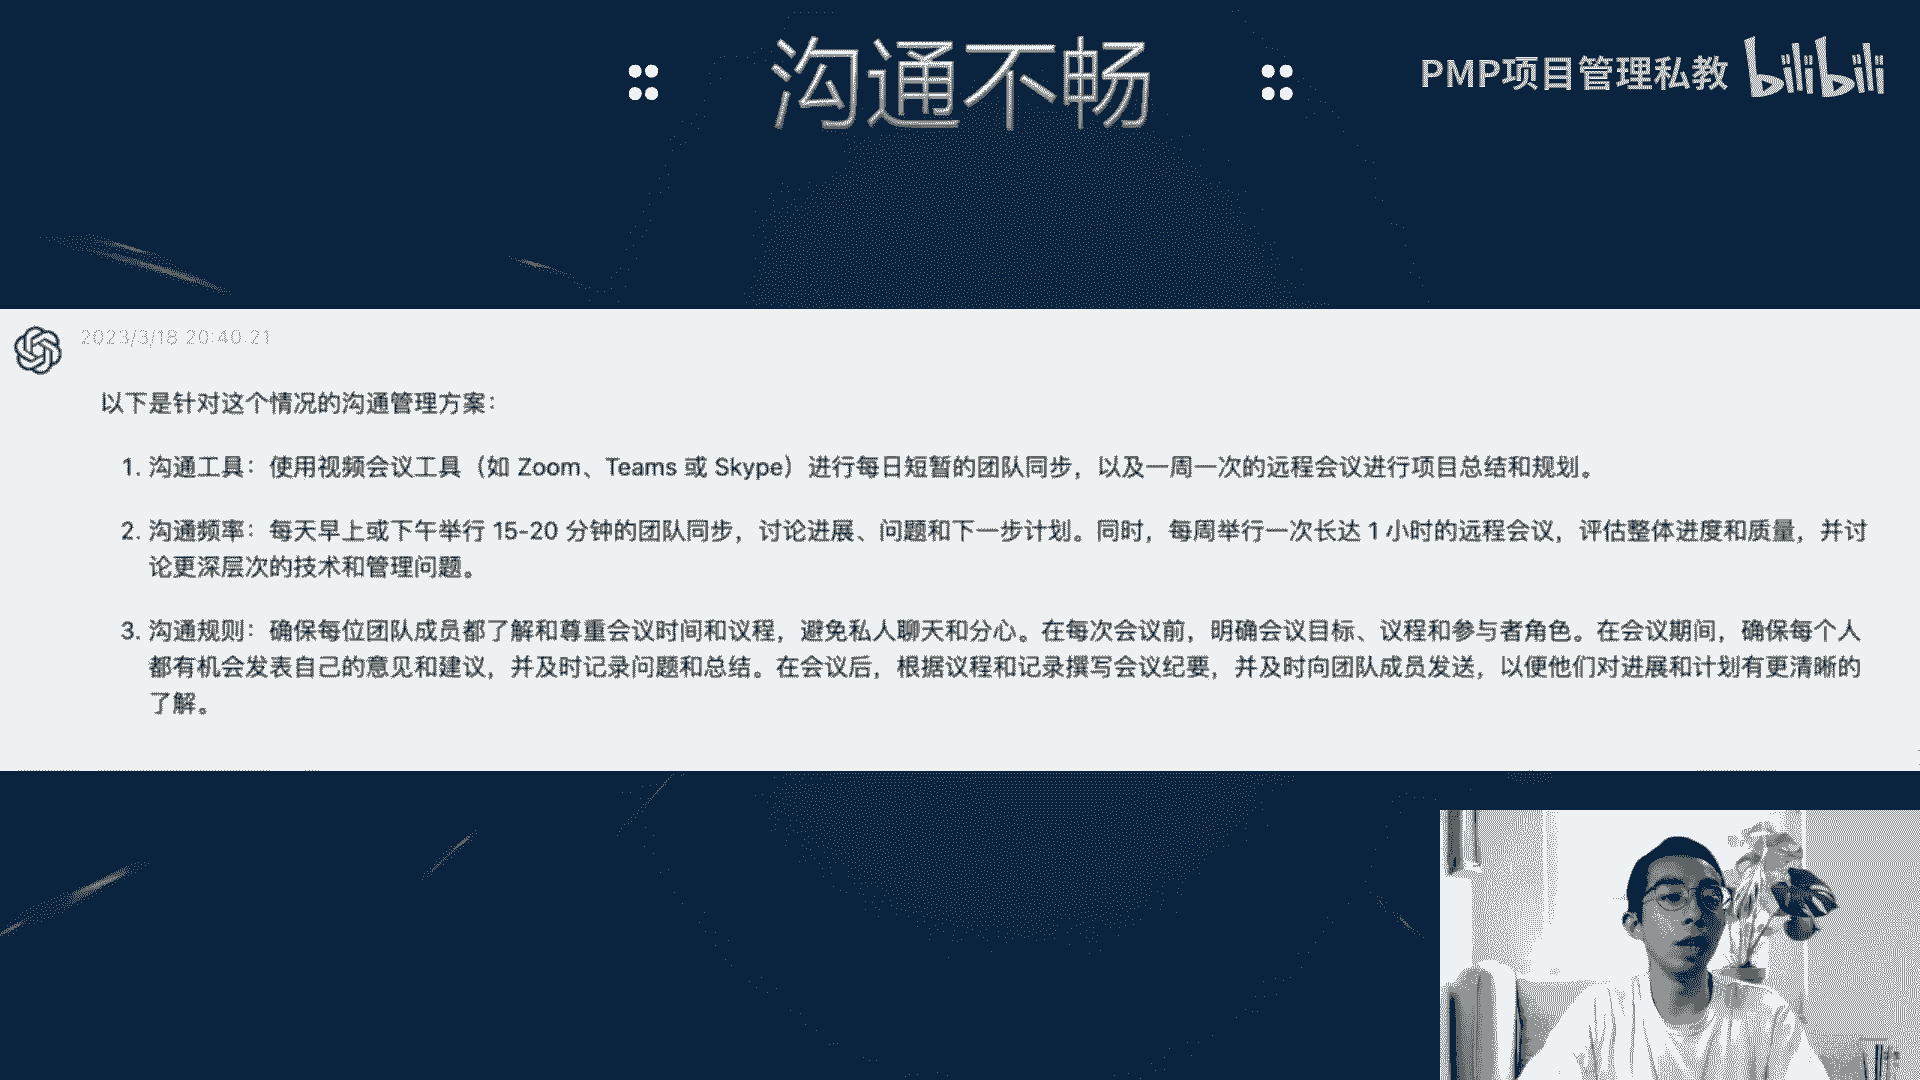 沟通不畅
PMP项目管理私教 bilibili
2023/3/18 20:40:21
以下是针对这个情况的沟通管理方案：
1. 沟通工具：使用视频会议工具（如 Zoom、Teams 或 Skype）进行每日短暂的团队同步，以及一周一次的远程会议进行项目总结和规划。
2. 沟通频率：每天早上或下午举行 15-20 分钟的团队同步，讨论进展、问题和下一步计划。同时，每周举行一次长达 1 小时的远程会议，评估整体进度和质量，并讨
论更深层次的技术和管理问题。
3. 沟通规则：确保每位团队成员都了解和尊重会议时间和议程，避免私人聊天和分心。在每次会议前，明确会议目标、议程和参与者角色。在会议期间，确保每个人
都有机会发表自己的意见和建议，并及时记录问题和总结。在会议后，根据议程和记录撰写会议纪要，并及时向团队成员发送，以便他们对进展和计划有更清晰的
了解。